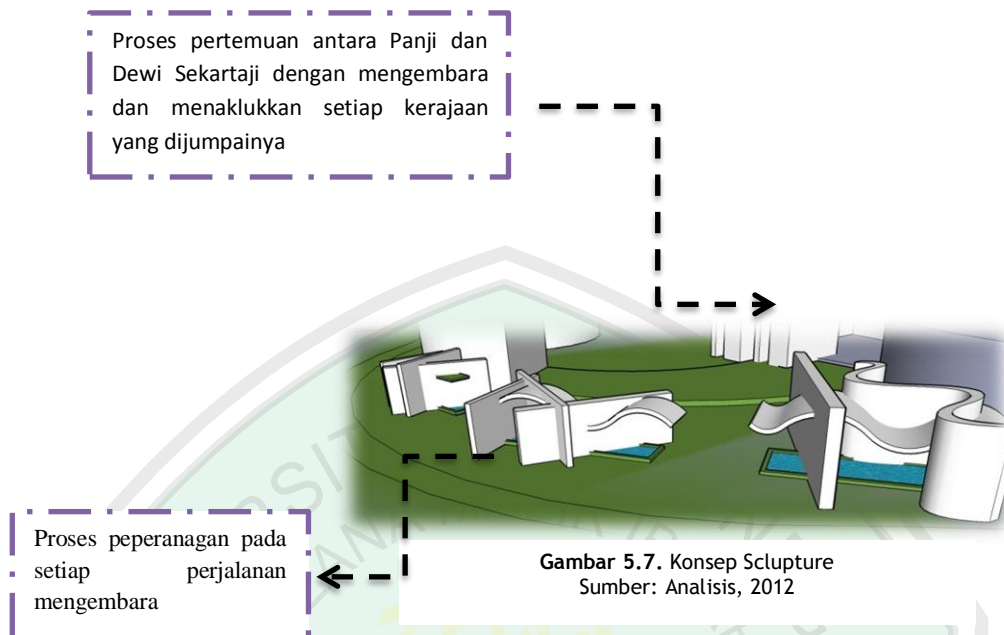 Proses pertemuan antara Panji dan
Dewi Sekartaji dengan mengembara
dan menaklukkan setiap kerajaan
yang dijumpainya
Proses peperanagan pada
setiap perjalanan
mengembara
Gambar 5.7. Konsep Sclupture
Sumber: Analisis, 2012